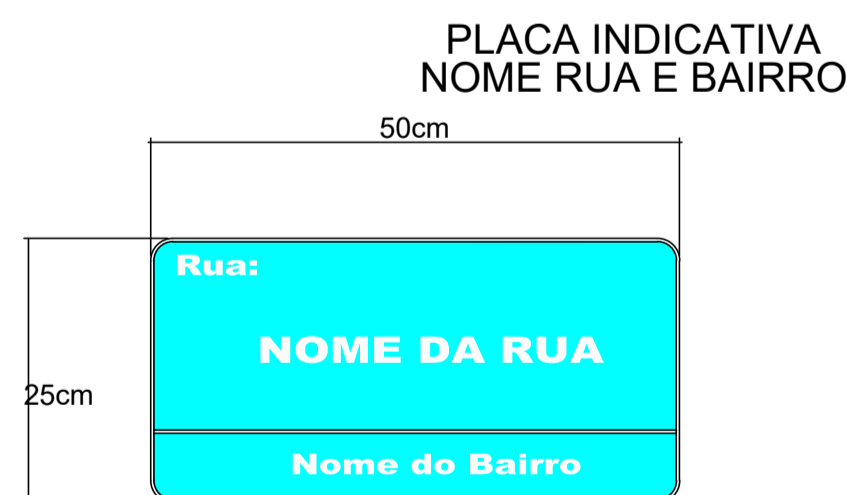 PLACA INDICATIVA
NOME RUA E BAIRRO
50cm
Rua:
NOME DA RUA
25cm
Nome do Bairro